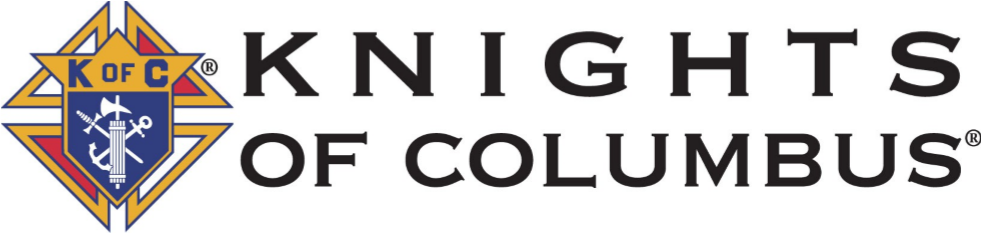 K OF C®
KNIGHTS
OF COLUMBUS®